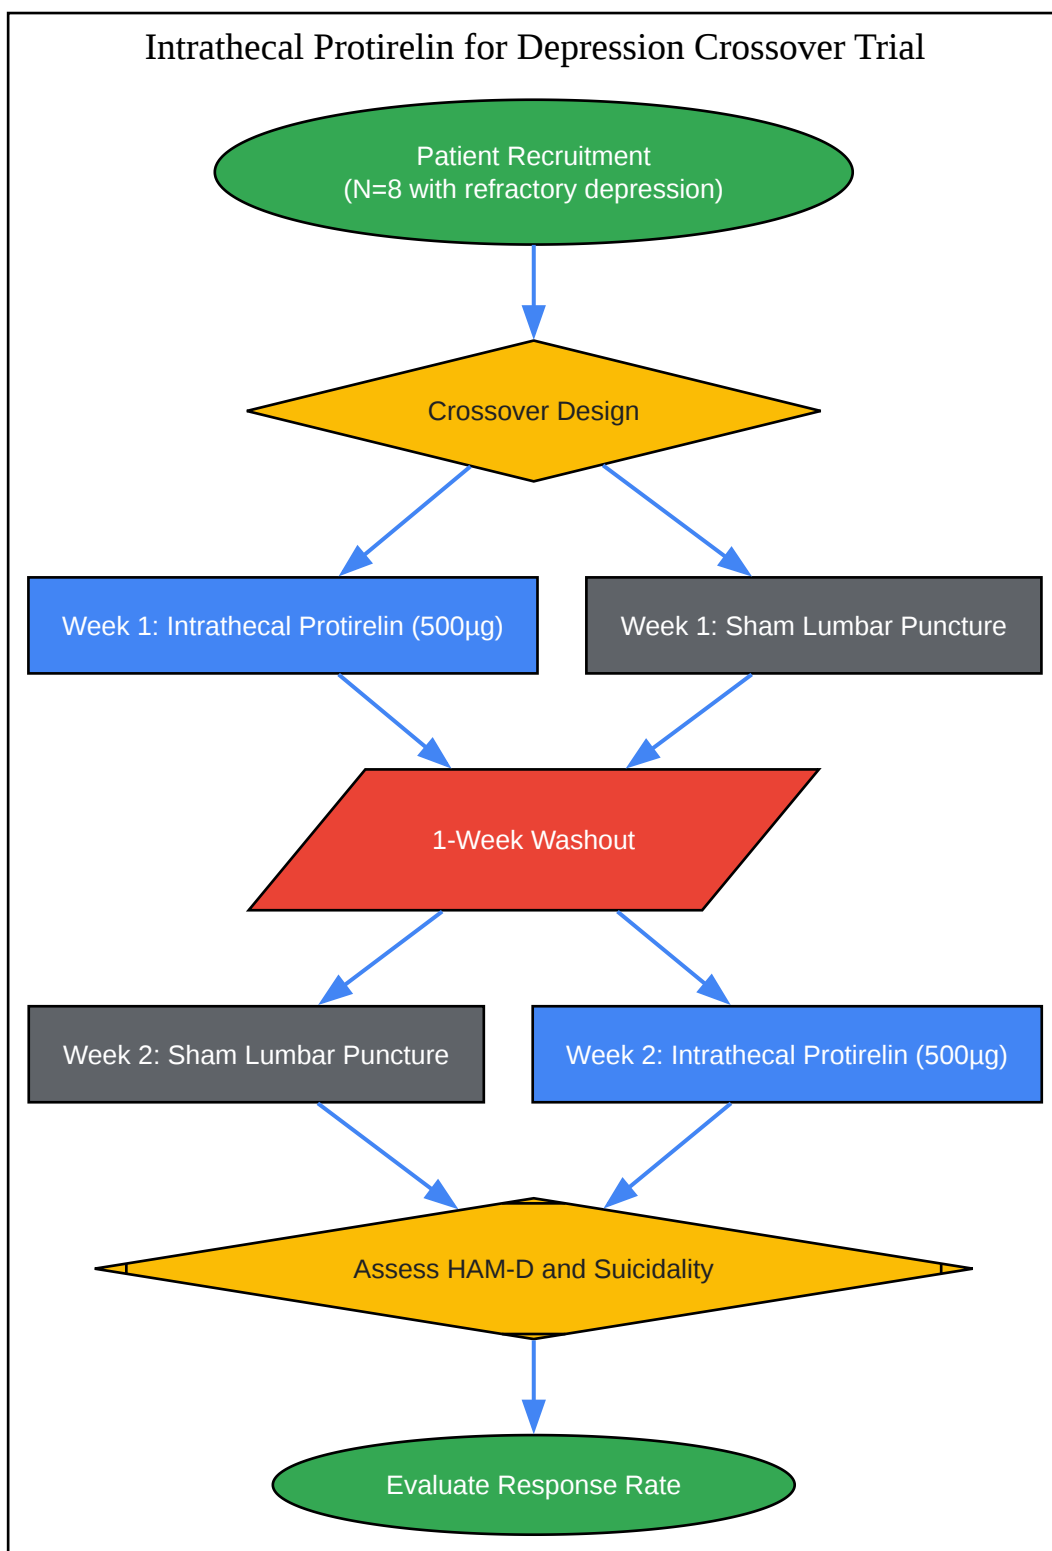 Intrathecal Protirelin for Depression Crossover Trial
Patient Recruitment
(N=8 with refractory depression)
Crossover Design
Week 1: Intrathecal Protirelin (500µg)
Week 1: Sham Lumbar Puncture
1-Week Washout
Week 2: Sham Lumbar Puncture
Week 2: Intrathecal Protirelin (500µg)
Assess HAM-D and Suicidality
Evaluate Response Rate